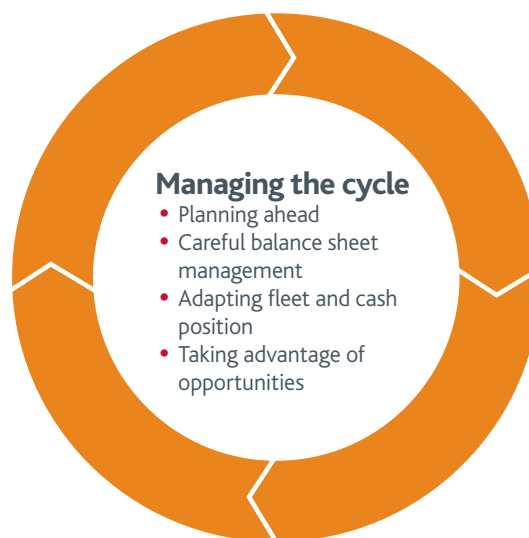 Managing the cycle
• Planning ahead
• Careful balance sheet
management
• Adapting fleet and cash
position
• Taking advantage of
opportunities